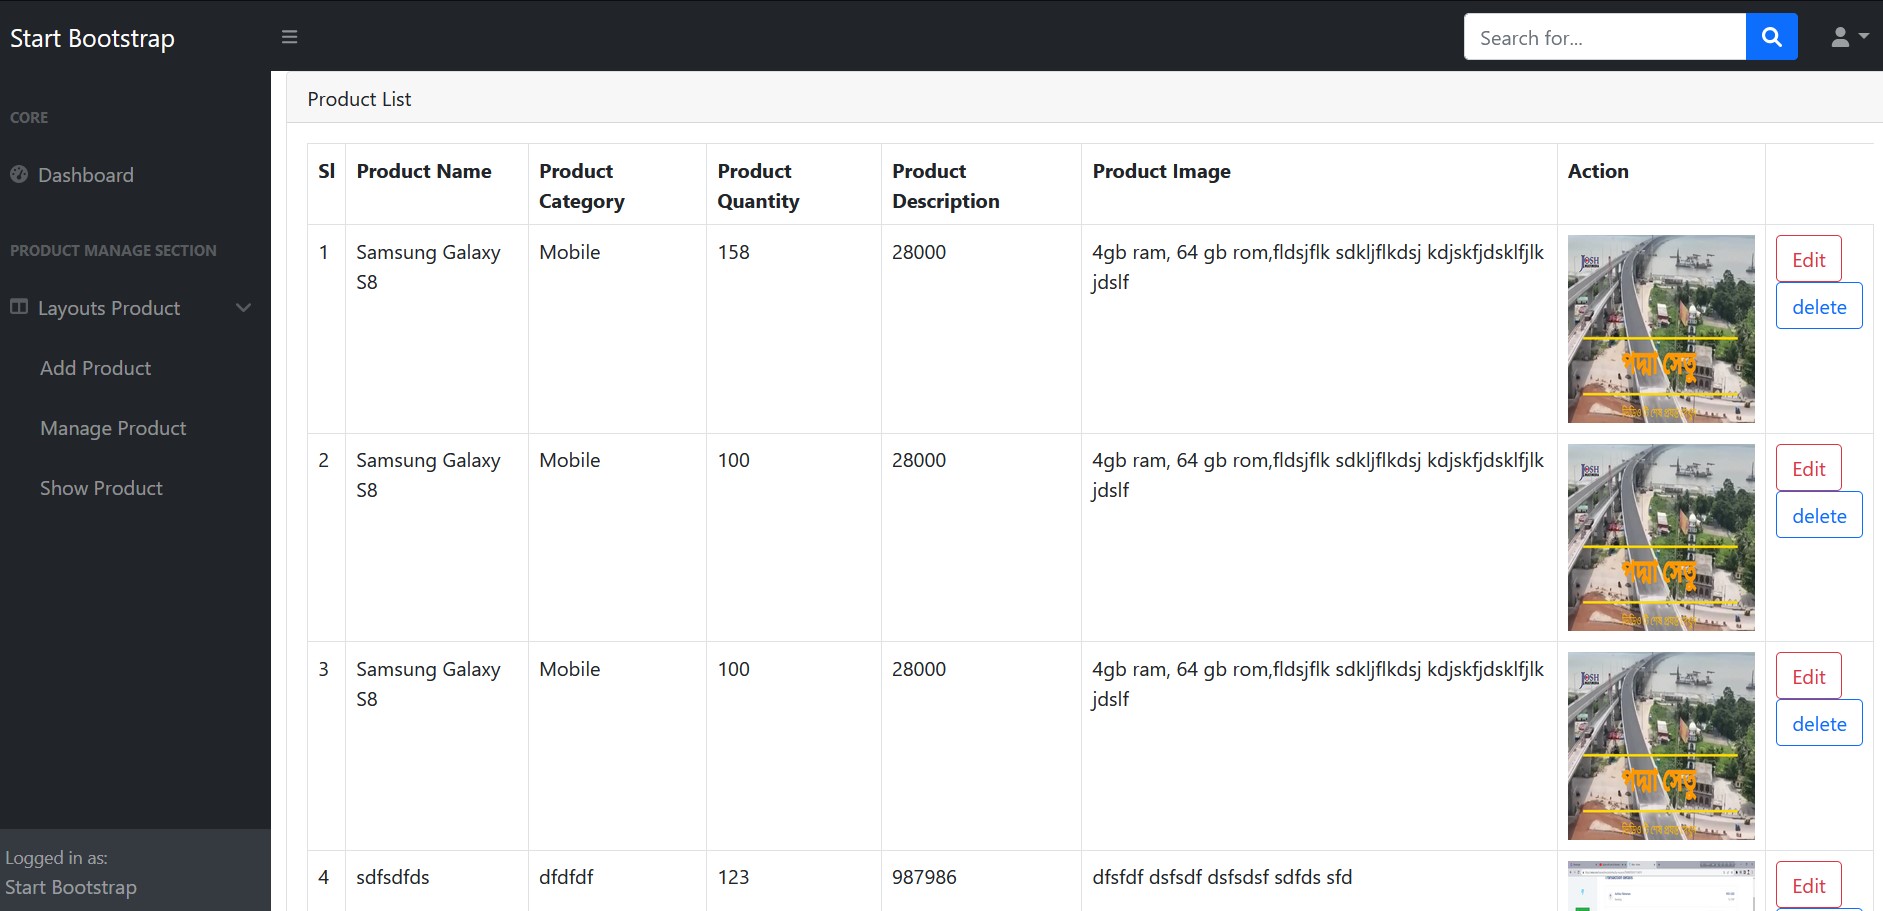 Start Bootstrap
Search for...
CORE
Dashboard
PRODUCT MANAGE SECTION
Layouts Product
Add Product
Manage Product
Show Product
Logged in as:
Start Bootstrap
Product List
Sl Product Name Product Category Product Quantity Product Description Product Image Action
1 Samsung Galaxy S8 Mobile 158 28000 4gb ram, 64 gb rom,fldsjflk sdkljflkdsj kdjskfjdsklfjlk jdslf
JOSH
পদ্মা সেতু
Edit
delete
2 Samsung Galaxy S8 Mobile 100 28000 4gb ram, 64 gb rom,fldsjflk sdkljflkdsj kdjskfjdsklfjlk jdslf
JOSH
পদ্মা সেতু
Edit
delete
3 Samsung Galaxy S8 Mobile 100 28000 4gb ram, 64 gb rom,fldsjflk sdkljflkdsj kdjskfjdsklfjlk jdslf
JOSH
পদ্মা সেতু
Edit
delete
4 sdfsdfds dfdfdf 123 987986 dfsfdf dsfsdf dsfsdsf sdfds sfd
Edit